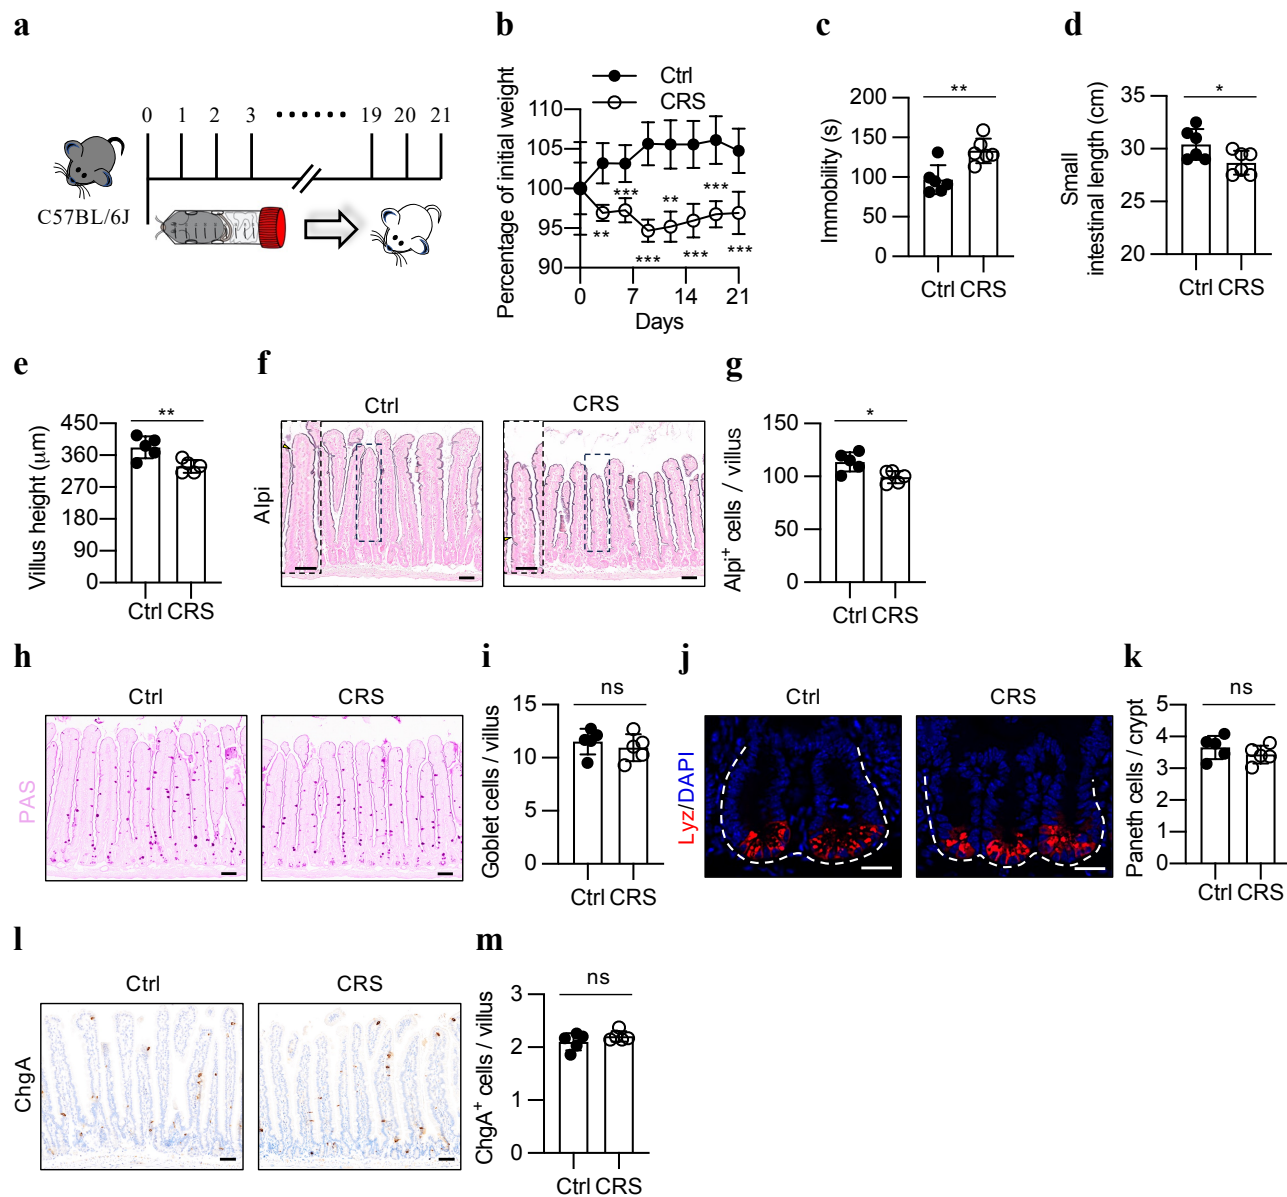 a
0 1 2 3 ······· 19 20 21
C57BL/6J
b
Ctrl
CRS
Percentage of initial weight
110
105
100
95
90
***
**
***
**
***
***
***
0 7 14 21
Days
c
Immobility (s)
200
150
100
50
0
**
Ctrl CRS
d
Small
intestinal length (cm)
35
30
25
20
*
Ctrl CRS
e
Villus height (μm)
450
360
270
180
90
0
**
Ctrl CRS
f
Ctrl CRS
Alpi
g
Alpi⁺ cells / villus
150
100
50
0
*
Ctrl CRS
h
Ctrl CRS
PAS
i
Goblet cells / villus
15
10
5
0
ns
Ctrl CRS
j
Ctrl CRS
Lyz/DAPI
k
Paneth cells / crypt
5
4
3
2
1
0
ns
Ctrl CRS
l
Ctrl CRS
ChgA
m
ChgA⁺ cells / villus
3
2
1
0
ns
Ctrl CRS